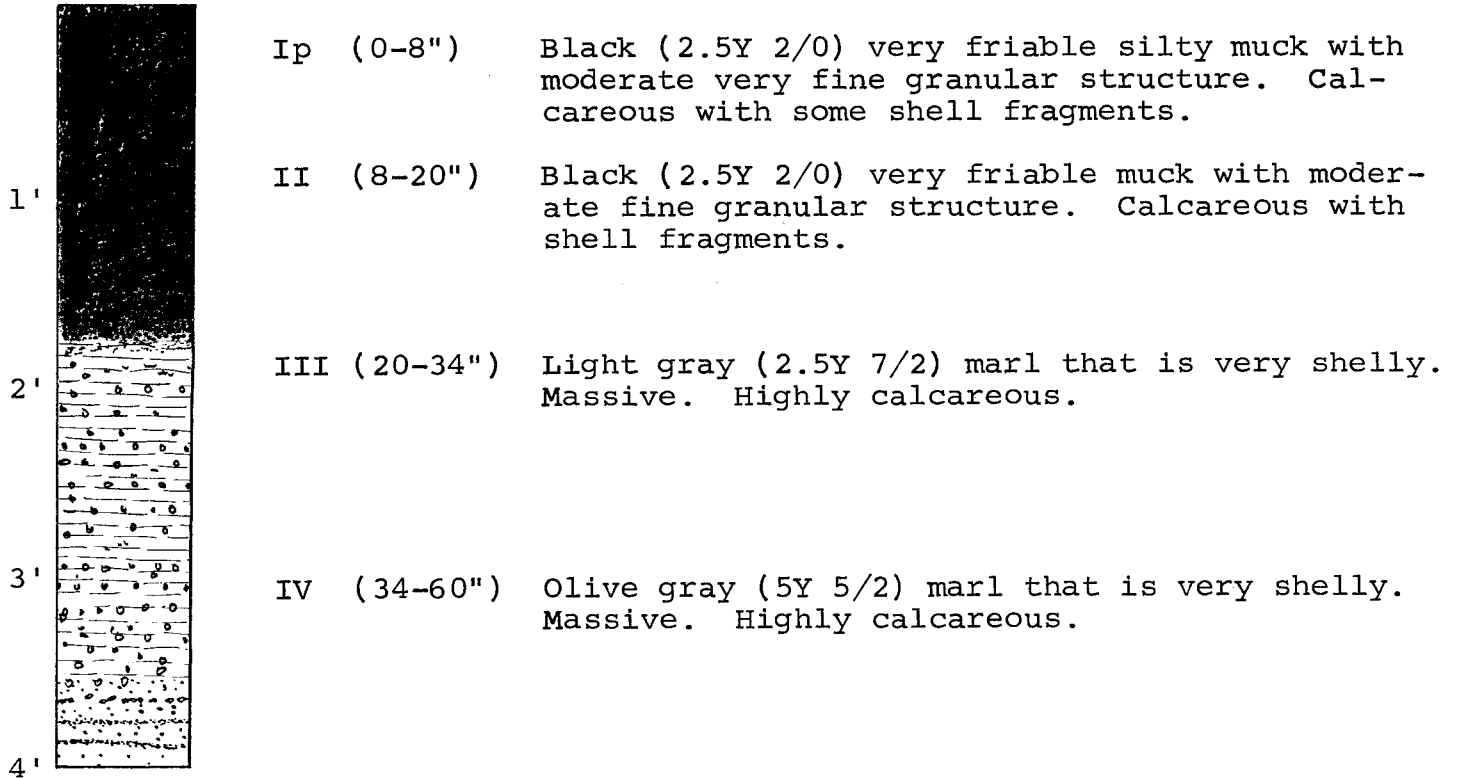 Ip (0-8") Black (2.5Y 2/0) very friable silty muck with
moderate very fine granular structure. Cal-
careous with some shell fragments.
1'
II (8-20") Black (2.5Y 2/0) very friable muck with moder-
ate fine granular structure. Calcareous with
shell fragments.
2'
III (20-34") Light gray (2.5Y 7/2) marl that is very shelly.
Massive. Highly calcareous.
3'
IV (34-60") Olive gray (5Y 5/2) marl that is very shelly.
Massive. Highly calcareous.
4'